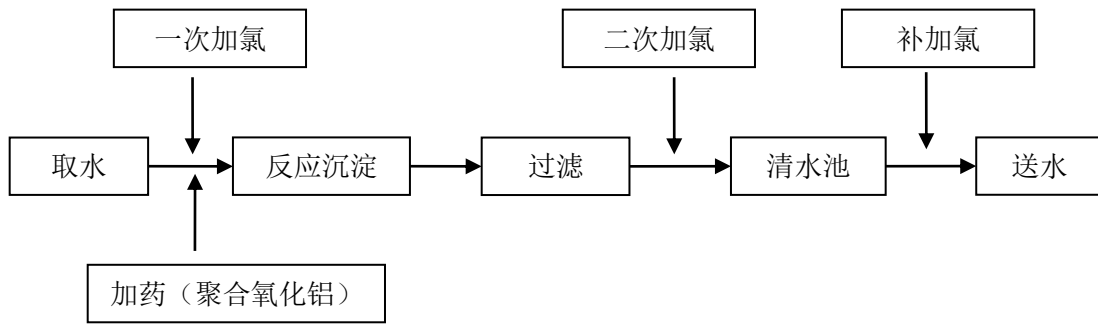 一次加氯
二次加氯
补加氯
取水
反应沉淀
过滤
清水池
送水
加药（聚合氧化铝）